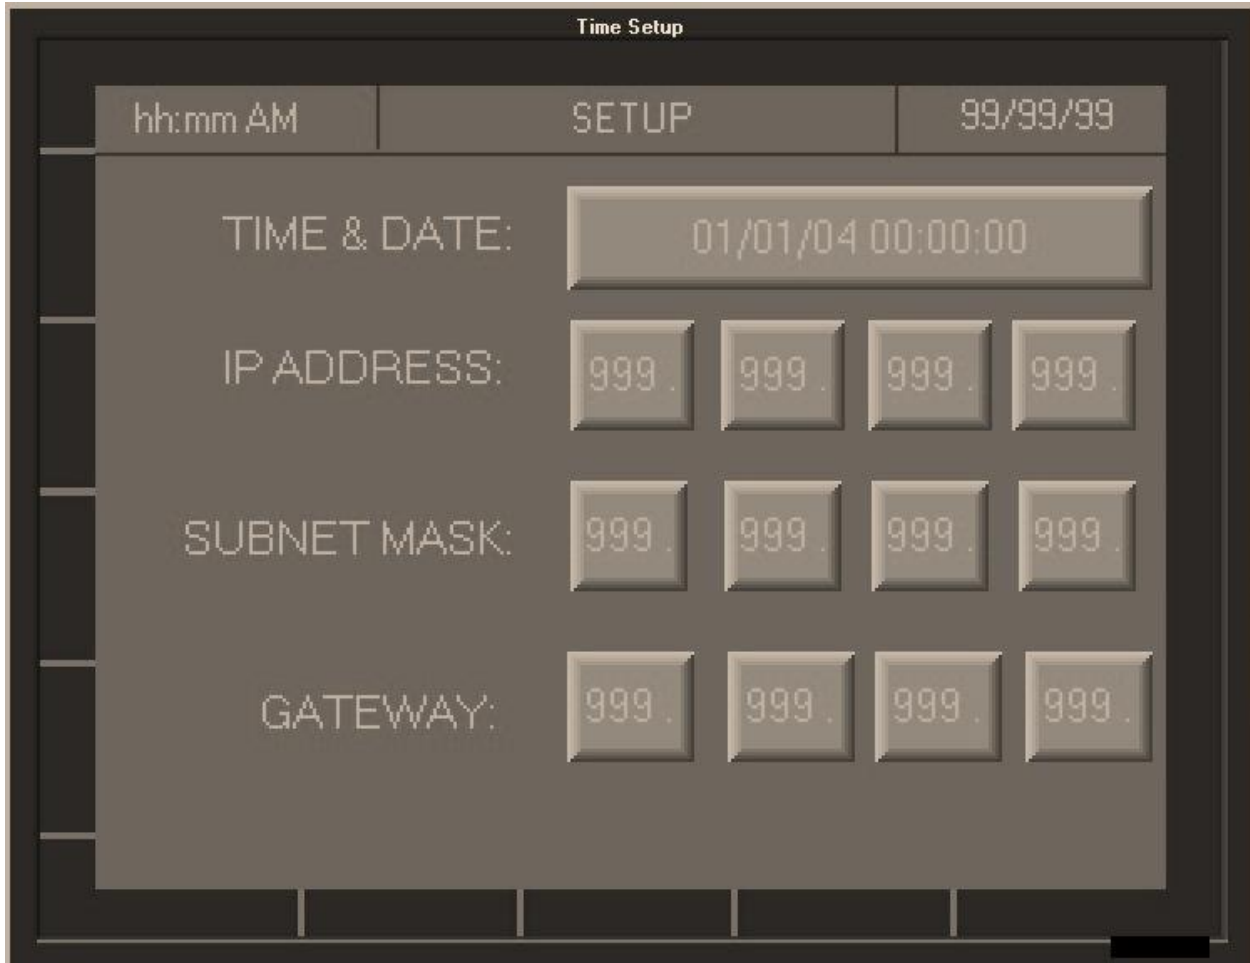 Time Setup
hh:mm AM SETUP 99/99/99
TIME & DATE: 01/01/04 00:00:00
IP ADDRESS: 999 . 999 . 999 . 999 .
SUBNET MASK: 999 . 999 . 999 . 999 .
GATEWAY: 999 . 999 . 999 . 999 .